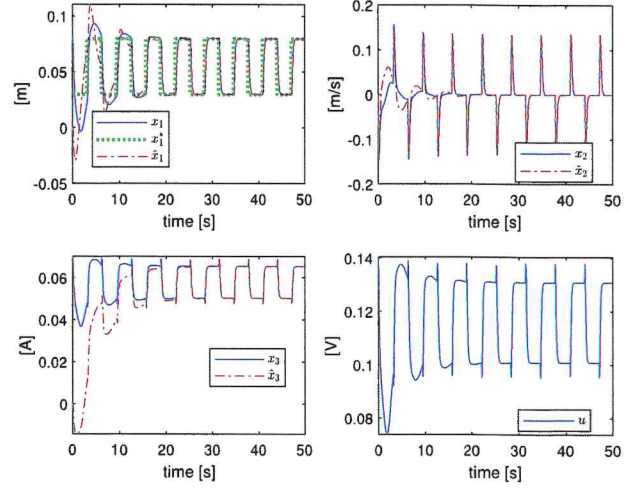 0.1
0.05
0
-0.05
[m]
x₁
x₁*
x̂₁
0 10 20 30 40 50
time [s]
0.2
0.1
0
-0.1
-0.2
[m/s]
x₂
x̂₂
0 10 20 30 40 50
time [s]
0.06
0.04
0.02
0
[A]
x₃
x̂₃
0 10 20 30 40 50
time [s]
0.14
0.12
0.1
0.08
[V]
u
0 10 20 30 40 50
time [s]